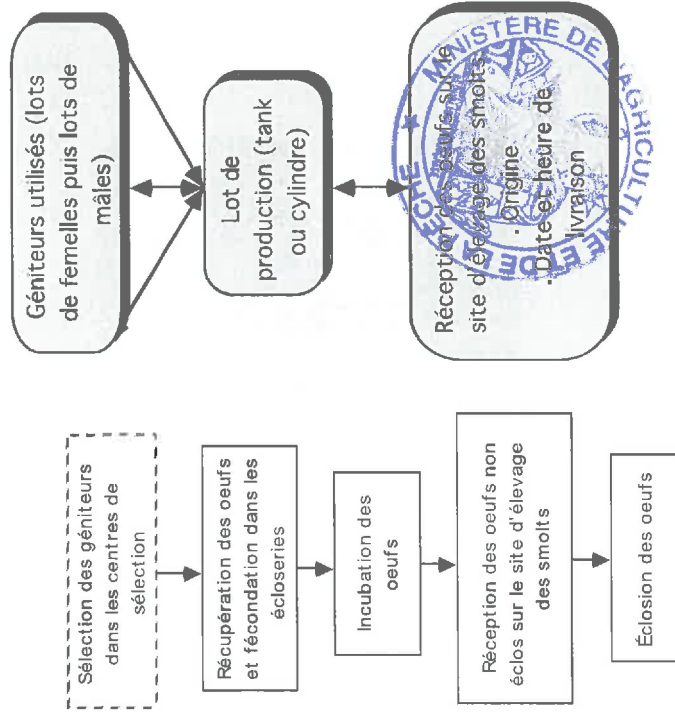 Sélection des géniteurs
dans les centres de
sélection
Récupération des oeufs
et fécondation dans les
écloseries
Incubation des
oeufs
Réception des oeufs non
éclos sur le site d'élevage
des smolts
Éclosion des oeufs
Géniteurs utilisés (lots
de femelles puis lots de
mâles)
Lot de
production (tank
ou cylindre)
Réception des oeufs sur le
site d'élevage des smolts:
· Origine
· Date et heure de
livraison
MINISTÈRE DE L'AGRICULTURE ET DE LA PÊCHE